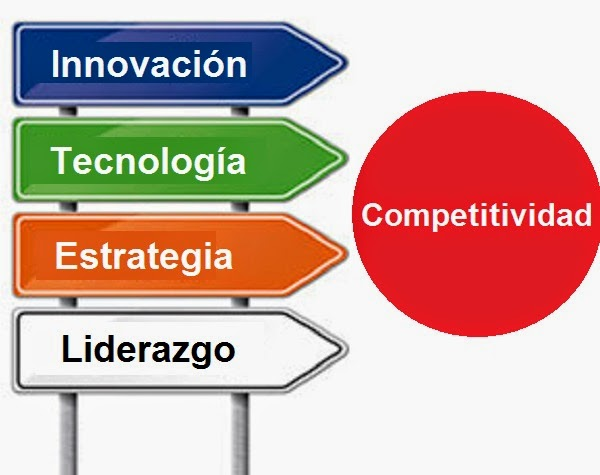 Innovación
Tecnología
Estrategia
Liderazgo
Competitividad